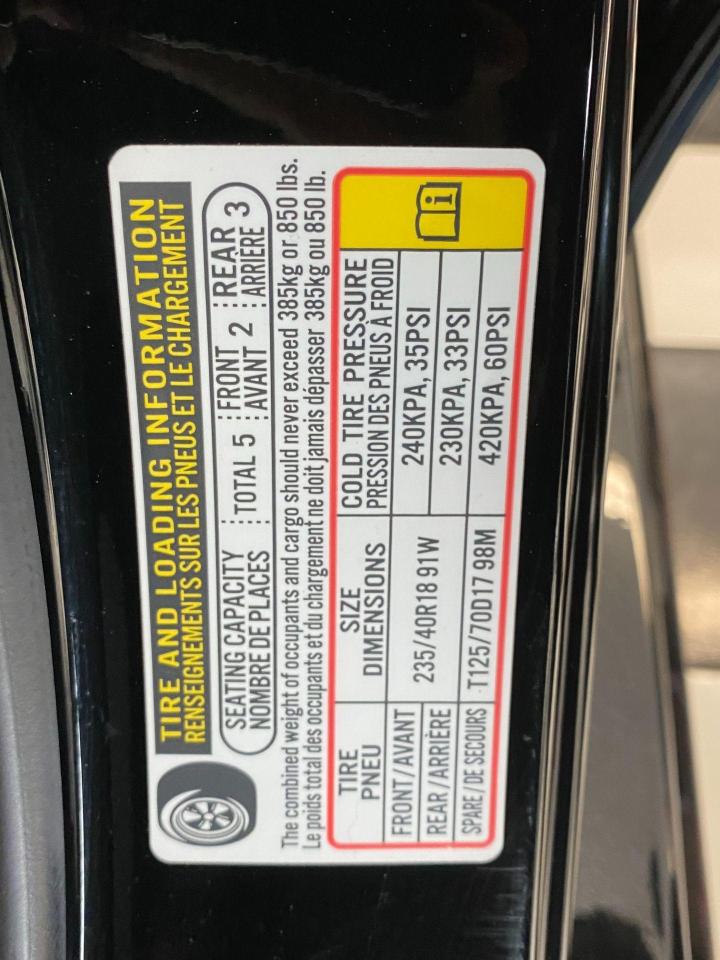 TIRE AND LOADING INFORMATION
RENSEIGNEMENTS SUR LES PNEUS ET LE CHARGEMENT
SEATING CAPACITY
NOMBRE DE PLACES
TOTAL 5
FRONT
AVANT 2
REAR
ARRIÈRE 3
The combined weight of occupants and cargo should never exceed 385kg or 850 lbs.
Le poids total des occupants et du chargement ne doit jamais dépasser 385kg ou 850 lb.
TIRE
PNEU
SIZE
DIMENSIONS
COLD TIRE PRESSURE
PRESSION DES PNEUS À FROID
FRONT/AVANT
235/40R18 91W
240KPA, 35PSI
REAR/ARRIÈRE
230KPA, 33PSI
SPARE/DE SECOURS
T125/70D17 98M
420KPA, 60PSI